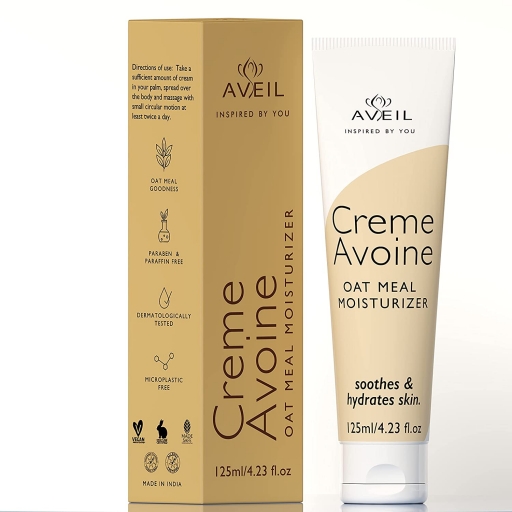 Directions of use: Take a
sufficient amount of cream
in your palm, spread over
the body and massage with
small circular motion at
least twice a day.
OAT MEAL
GOODNESS
PARABEN &
PARAFFIN FREE
DERMATOLOGICALLY
TESTED
MICROPLASTIC
FREE
VEGAN
MADE IN INDIA
AVEIL
INSPIRED BY YOU
Creme
Avoine
OAT MEAL MOISTURIZER
125ml/4.23 fl.oz
AVEIL
INSPIRED BY YOU
Creme
Avoine
OAT MEAL
MOISTURIZER
soothes &
hydrates skin.
125ml/4.23 fl.oz